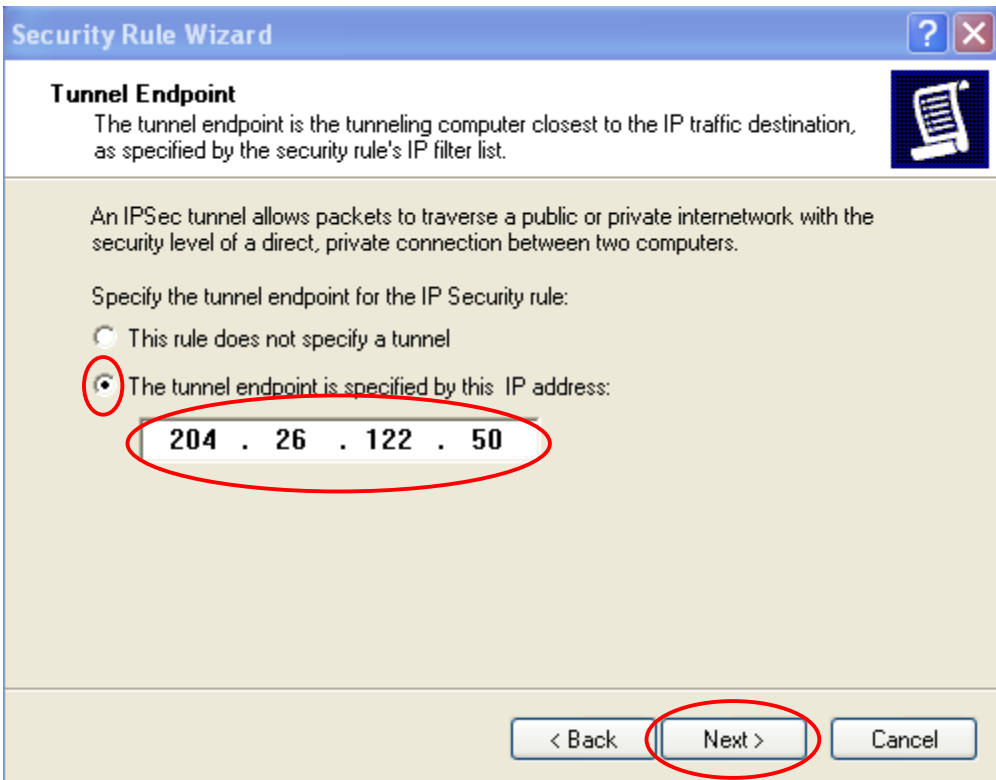 Security Rule Wizard
?
Tunnel Endpoint
The tunnel endpoint is the tunneling computer closest to the IP traffic destination,
as specified by the security rule's IP filter list.
An IPSec tunnel allows packets to traverse a public or private internetwork with the
security level of a direct, private connection between two computers.
Specify the tunnel endpoint for the IP Security rule:
This rule does not specify a tunnel
The tunnel endpoint is specified by this  IP address:
204 . 26 . 122 . 50
< Back
Next >
Cancel